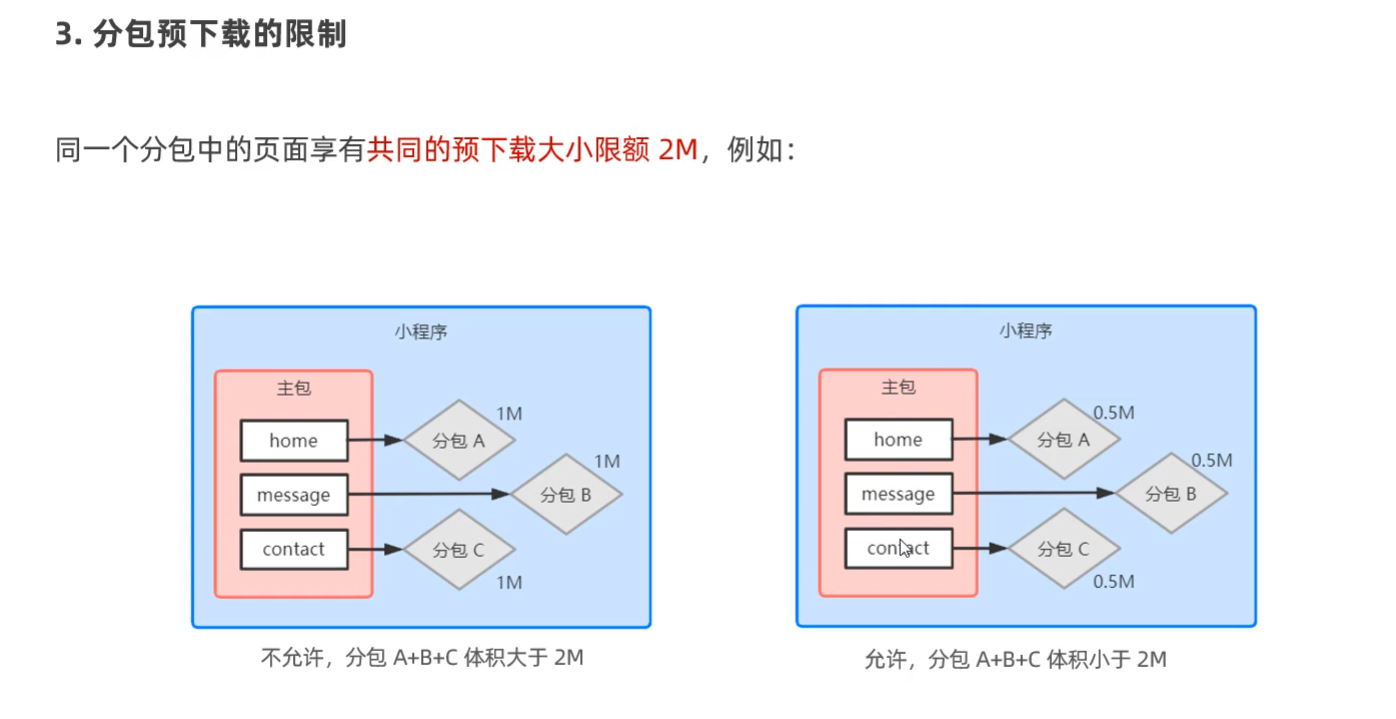 3. 分包预下载的限制
同一个分包中的页面享有共同的预下载大小限额 2M，例如：
小程序
主包
home
message
contact
分包 A
1M
分包 B
1M
分包 C
1M
不允许，分包 A+B+C 体积大于 2M
小程序
主包
home
message
contact
分包 A
0.5M
分包 B
0.5M
分包 C
0.5M
允许，分包 A+B+C 体积小于 2M